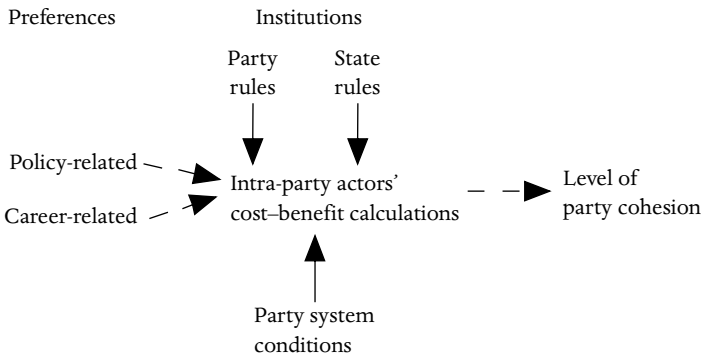 Preferences
Institutions
Party
rules
State
rules
Policy-related
Career-related
Intra-party actors’
cost–benefit calculations
Level of
party cohesion
Party system
conditions